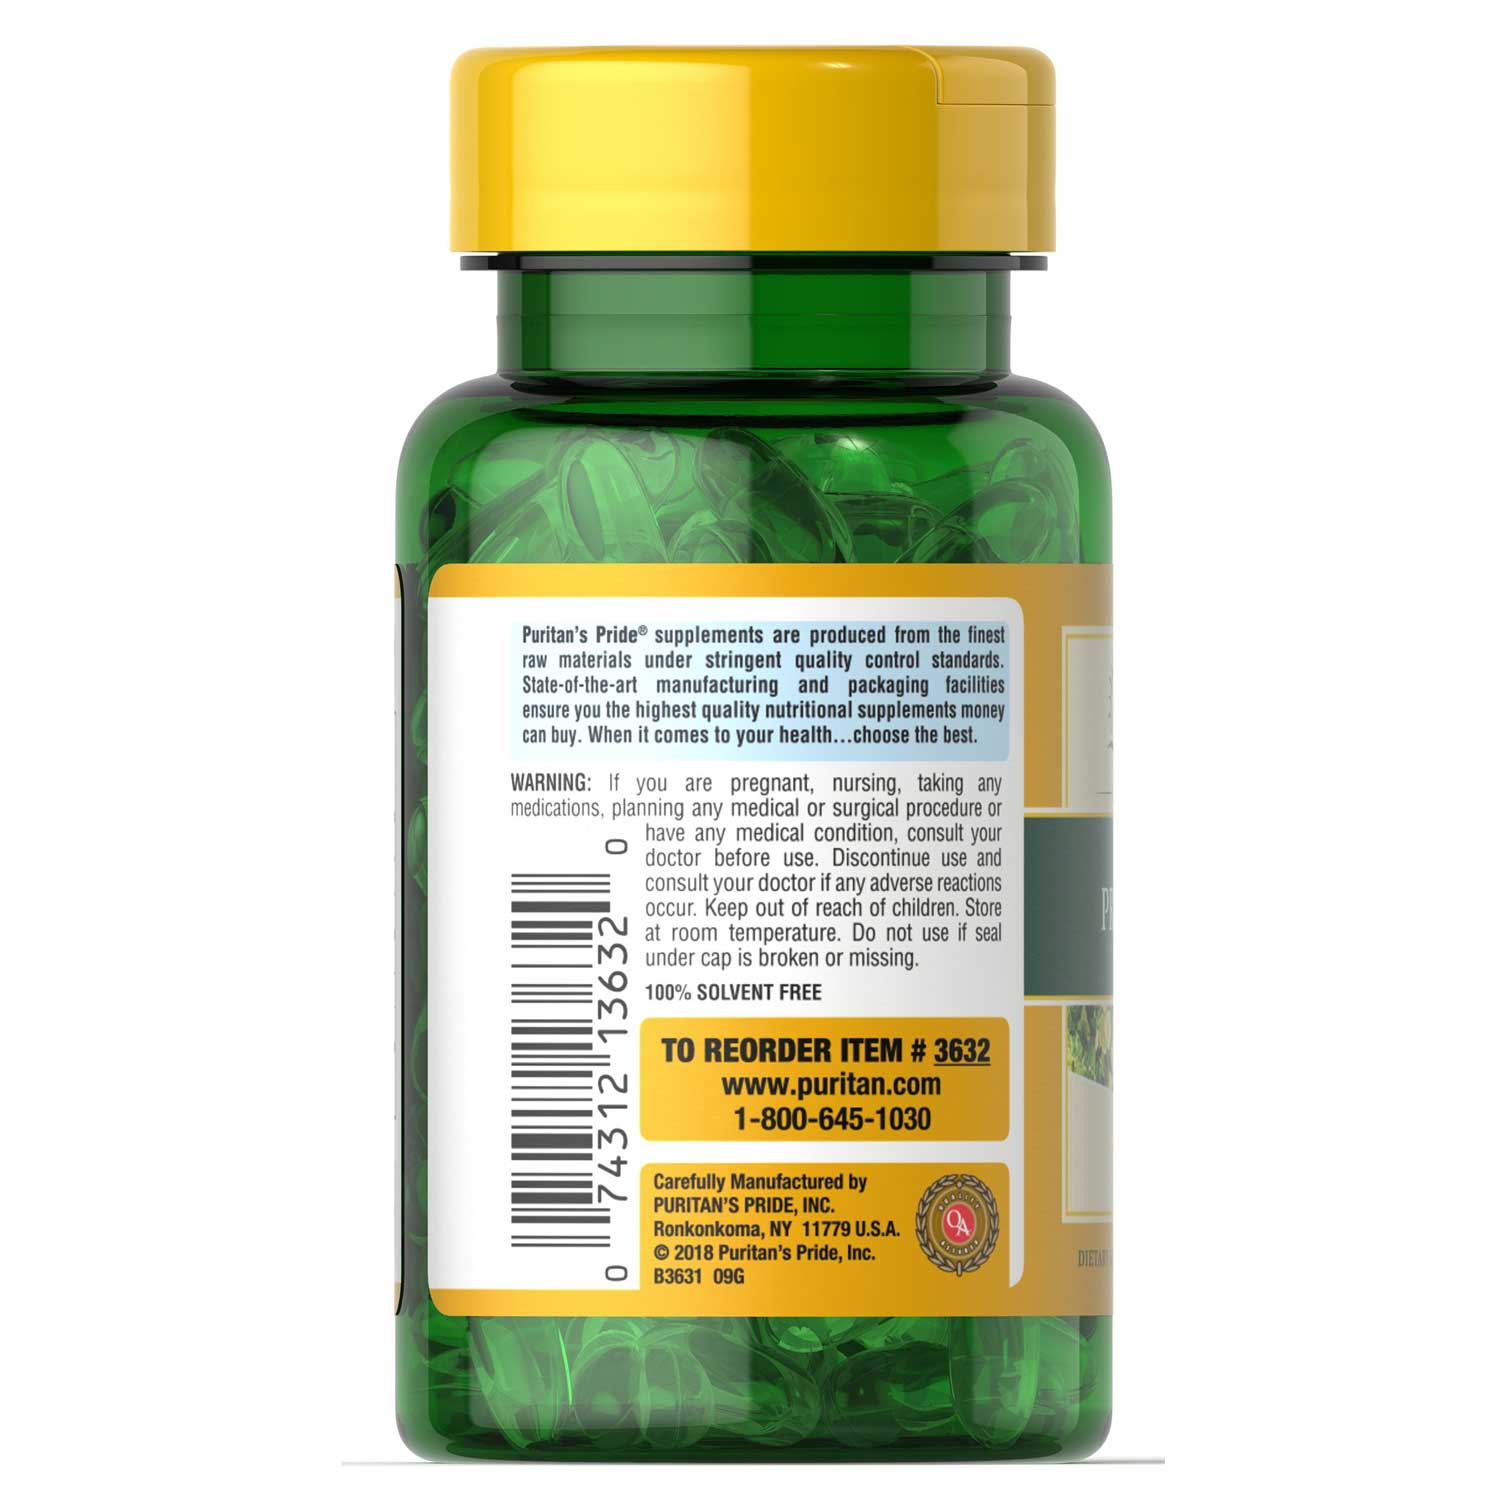 Puritan's Pride® supplements are produced from the finest
raw materials under stringent quality control standards.
State-of-the-art manufacturing and packaging facilities
ensure you the highest quality nutritional supplements money
can buy. When it comes to your health...choose the best.
WARNING: If you are pregnant, nursing, taking any
medications, planning any medical or surgical procedure or
have any medical condition, consult your
doctor before use. Discontinue use and
consult your doctor if any adverse reactions
occur. Keep out of reach of children. Store
at room temperature. Do not use if seal
under cap is broken or missing.
100% SOLVENT FREE
0 74312 13632 0
TO REORDER ITEM # 3632
www.puritan.com
1-800-645-1030
Carefully Manufactured by
PURITAN'S PRIDE, INC.
Ronkonkoma, NY 11779 U.S.A.
© 2018 Puritan's Pride, Inc.
B3631 09G
QA